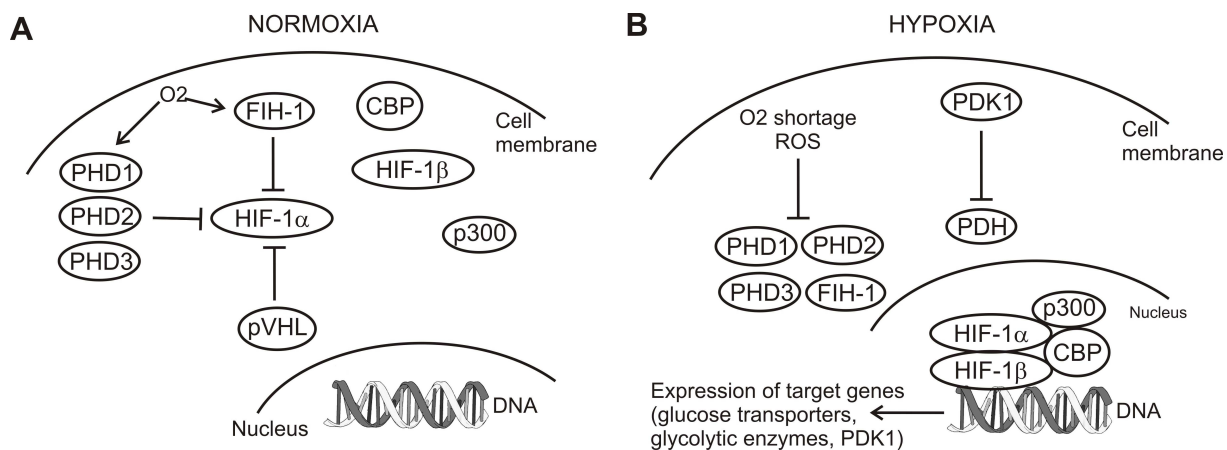 A
NORMOXIA
O2
FIH-1
CBP
Cell
membrane
PHD1
HIF-1β
PHD2
HIF-1α
p300
PHD3
pVHL
Nucleus
DNA
B
HYPOXIA
PDK1
O2 shortage
ROS
Cell
membrane
PHD1
PHD2
PDH
PHD3
FIH-1
p300
Nucleus
HIF-1α
CBP
HIF-1β
Expression of target genes
(glucose transporters,
glycolytic enzymes, PDK1)
DNA